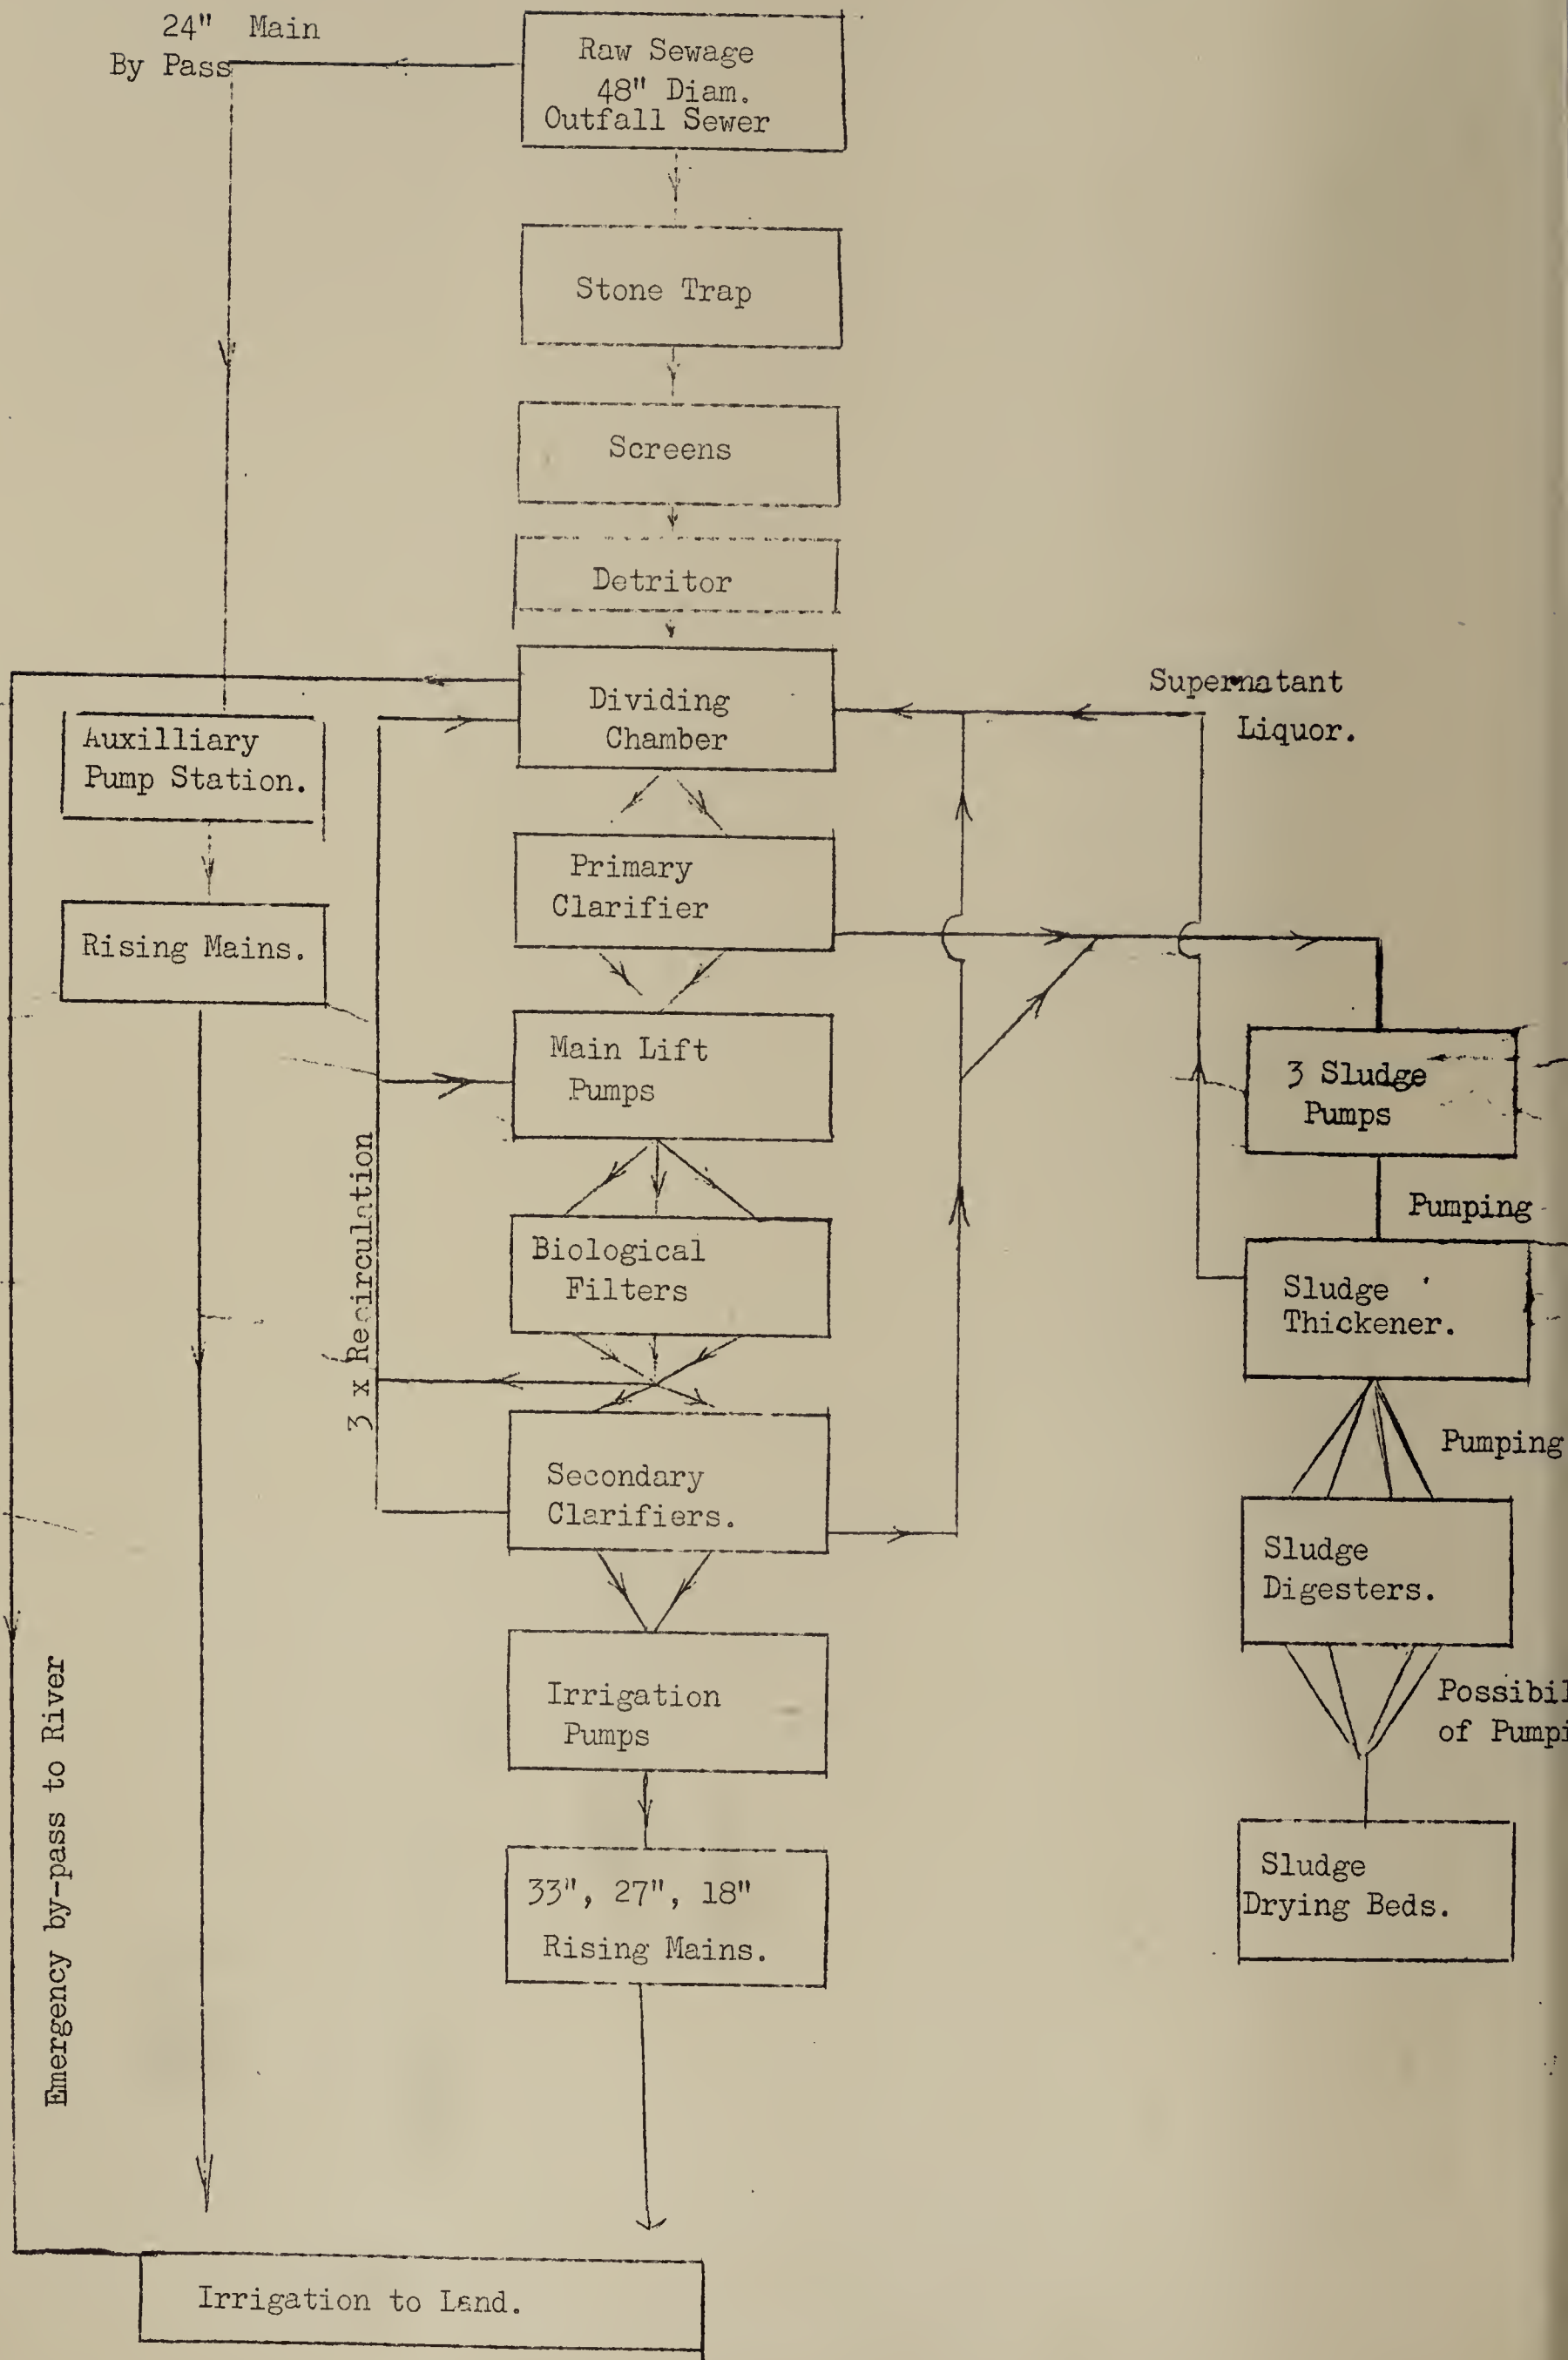 24" Main
By Pass
Raw Sewage
48" Diam.
Outfall Sewer
Stone Trap
Screens
Detritor
Dividing
Chamber
Supernatant
Liquor.
Auxilliary
Pump Station.
Primary
Clarifier
Rising Mains.
Main Lift
Pumps
3 Sludge
Pumps
3 x Recirculation
Pumping
Biological
Filters
Sludge
Thickener.
Pumping
Secondary
Clarifiers.
Sludge
Digesters.
Emergency by-pass to River
Irrigation
Pumps
Possibil
of Pumpi
33", 27", 18"
Rising Mains.
Sludge
Drying Beds.
Irrigation to Land.